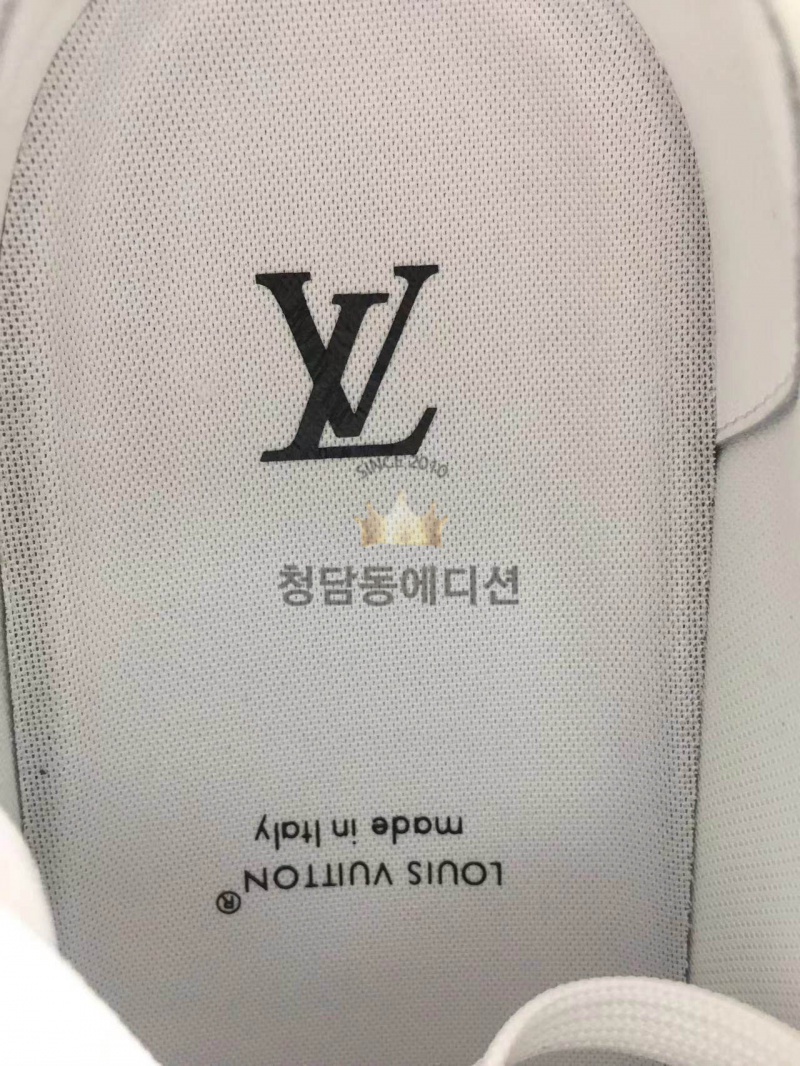 LV
SINCE 2010
청담동에디션
LOUIS VUITTON®
made in Italy